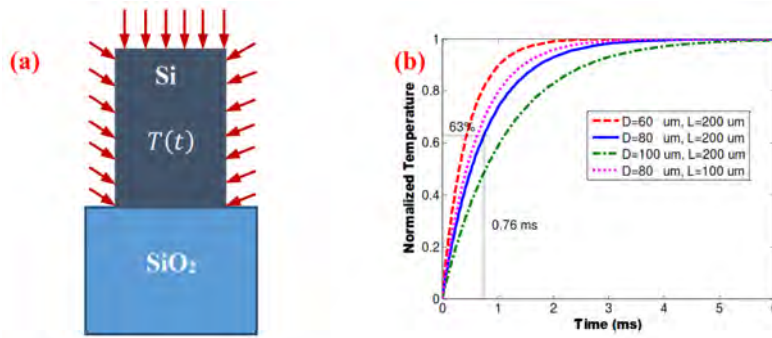 (a)
Si
T(t)
SiO₂
(b)
Normalized Temperature
1
0.8
0.6
0.4
0.2
0
63%
0.76 ms
D=60 um, L=200 um
D=80 um, L=200 um
D=100 um, L=200 um
D=80 um, L=100 um
0 1 2 3 4 5 6
Time (ms)